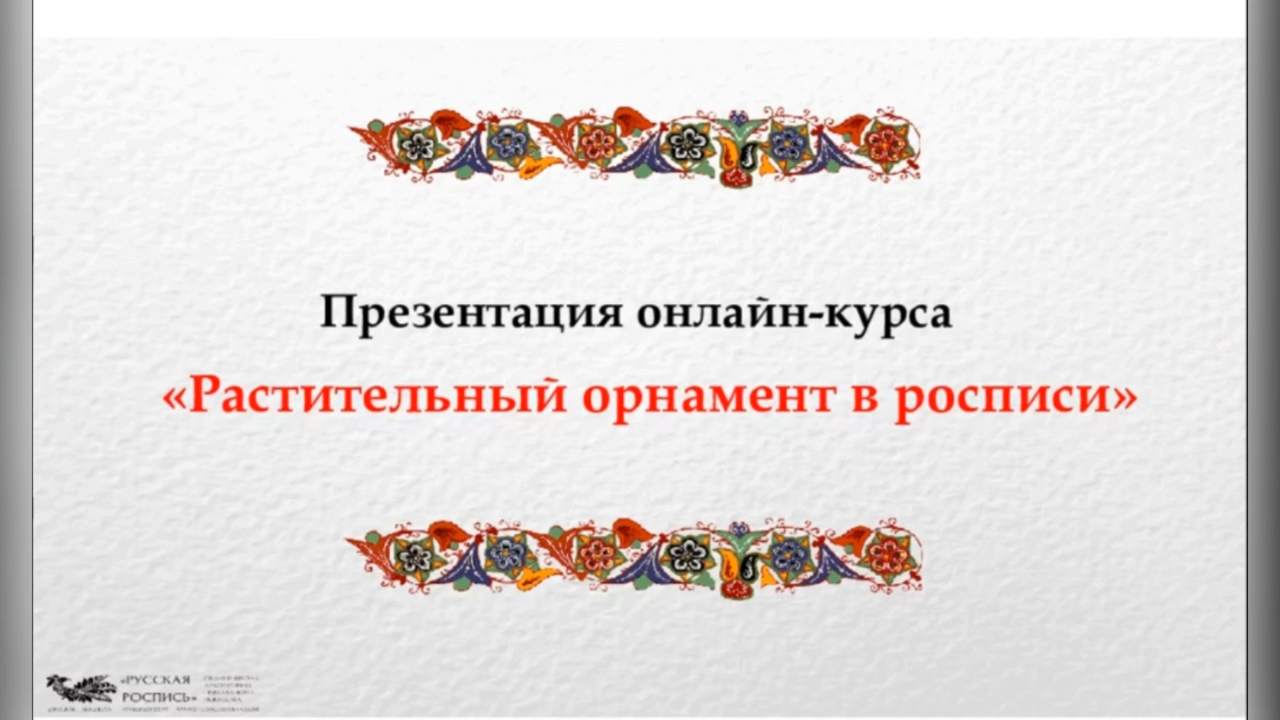 Презентация онлайн-курса
«Растительный орнамент в росписи»
«РУССКАЯ
РОСПИСЬ»